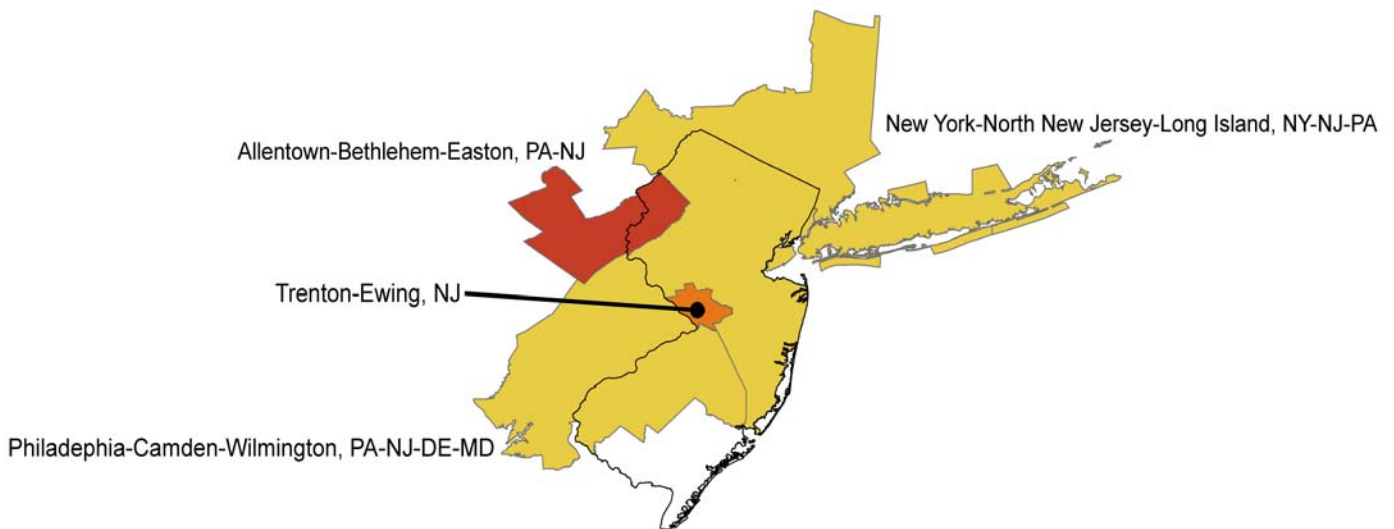 New York-North New Jersey-Long Island, NY-NJ-PA
Allentown-Bethlehem-Easton, PA-NJ
Trenton-Ewing, NJ
Philadephia-Camden-Wilmington, PA-NJ-DE-MD